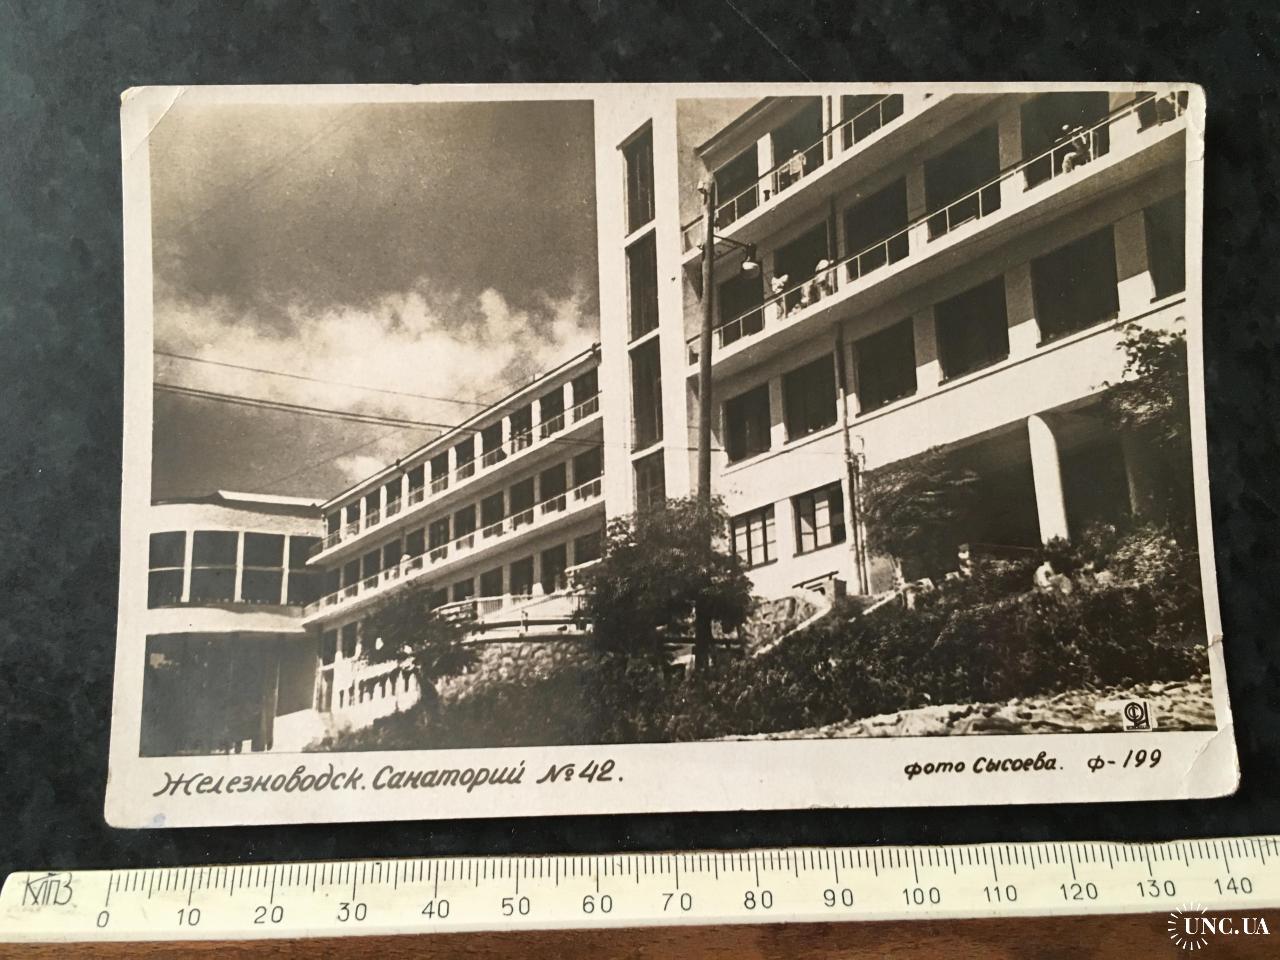 Железноводск. Санаторий №42.
фото Сысоева. Ф-199
КПЗ
0 10 20 30 40 50 60 70 80 90 100 110 120 130 140
UNC.UA